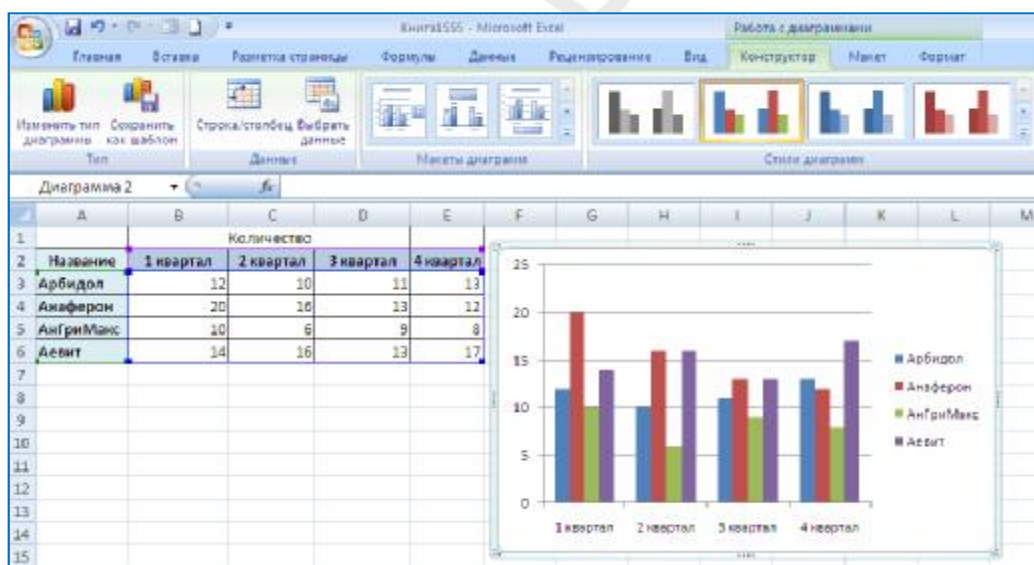 Книга1555 - Microsoft Excel
Работа с диаграммами
Главная Вставка Разметка страницы Формулы Данные Рецензирование Вид Конструктор Макет Формат
Изменить тип диаграммы
Сохранить как шаблон
Строка/столбец
Выбрать данные
Тип Данные Макеты диаграмм Стили диаграмм
Диаграмма 2 fx
A B C D E F G H I J K L M
1 Количество
2 Название 1 квартал 2 квартал 3 квартал 4 квартал
3 Арбидол 12 10 11 13
4 Анаферон 20 16 13 12
5 АнГриМакс 10 6 9 8
6 Аевит 14 16 13 17
7
8
9
10
11
12
13
14
15
25
20
15
10
5
0
1 квартал 2 квартал 3 квартал 4 квартал
Арбидол
Анаферон
АнГриМакс
Аевит